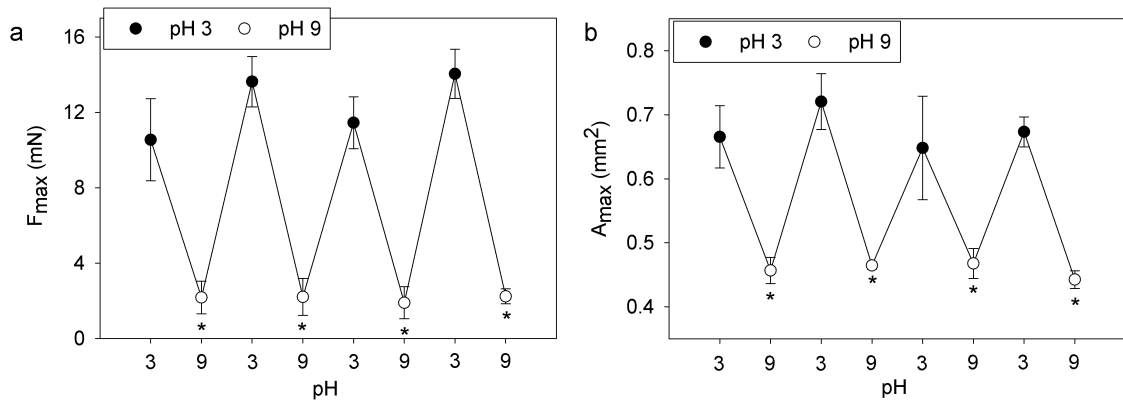 a
pH 3 pH 9
16
12
8
4
0
Fmax (mN)
* * * *
3 9 3 9 3 9 3 9
pH
b
pH 3 pH 9
0.8
0.7
0.6
0.5
0.4
Amax (mm2)
* * * *
3 9 3 9 3 9 3 9
pH